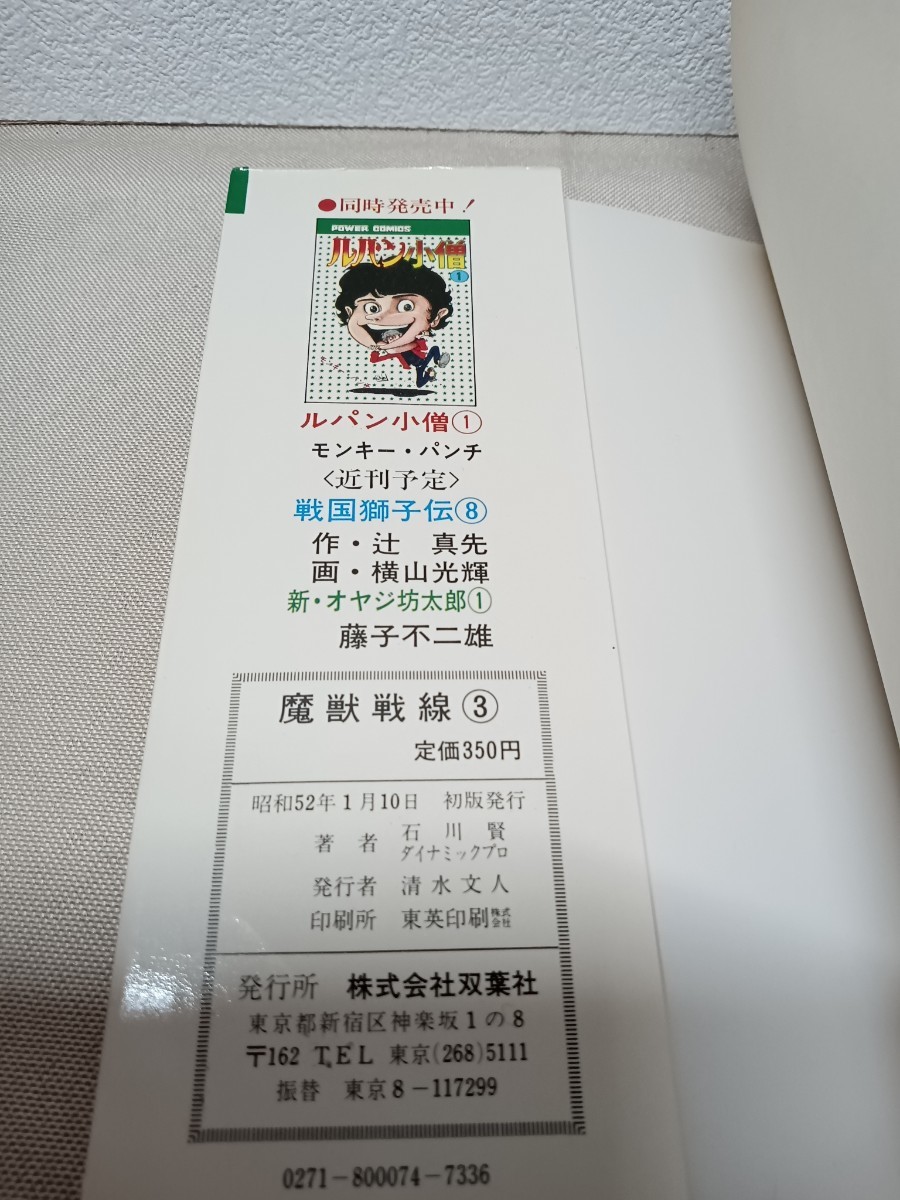 ●同時発売中！
POWER COMICS
ルパン小僧
1
ルパン小僧①
モンキー・パンチ
〈近刊予定〉
戦国獅子伝⑧
作・辻　真先
画・横山光輝
新・オヤジ坊太郎①
藤子不二雄
魔獣戦線③
定価350円
昭和52年1月10日　初版発行
著　者　石　川　賢
ダイナミックプロ
発行者　清水文人
印刷所　東英印刷株式会社
発行所　株式会社双葉社
東京都新宿区神楽坂1の8
〒162 TEL 東京(268)5111
振替　東京8－117299
0271－800074－7336